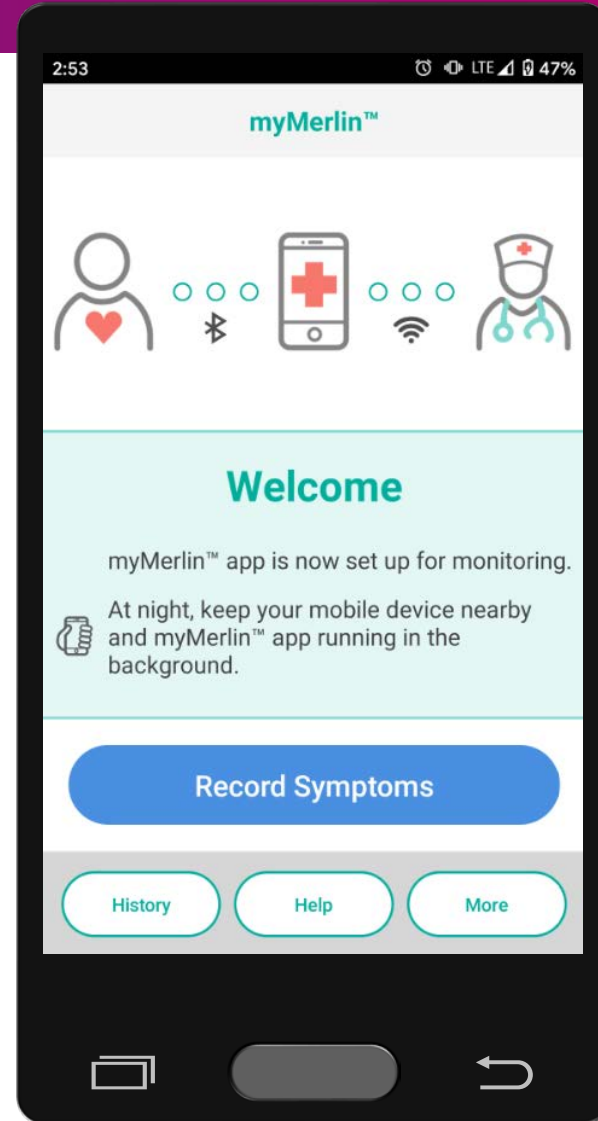 2:53 LTE 47%
myMerlin™
Welcome
myMerlin™ app is now set up for monitoring.
At night, keep your mobile device nearby
and myMerlin™ app running in the
background.
Record Symptoms
History Help More